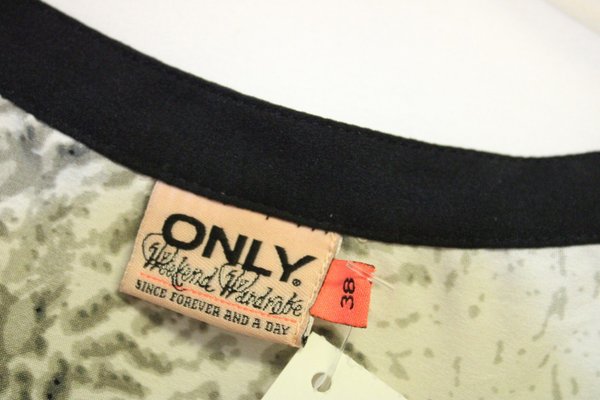 ONLY®
Weekend Wardrobe
SINCE FOREVER AND A DAY
38